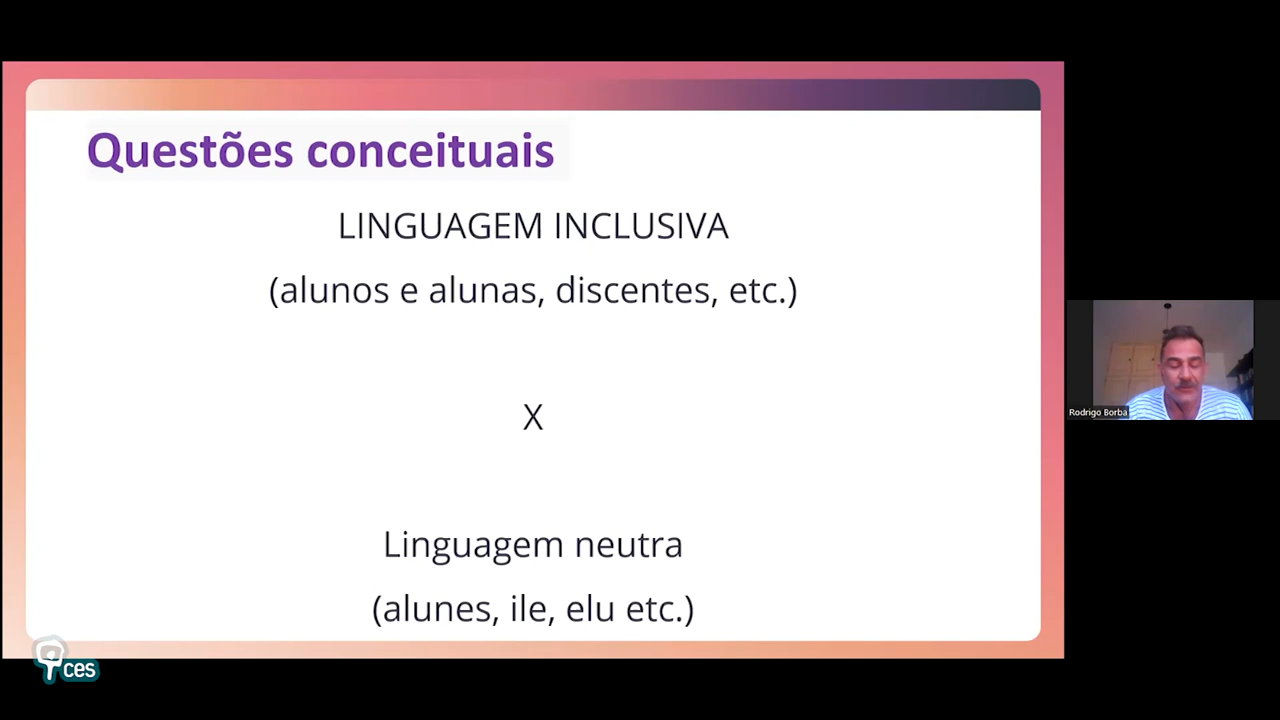 Questões conceituais
LINGUAGEM INCLUSIVA
(alunos e alunas, discentes, etc.)
X
Linguagem neutra
(alunes, ile, elu etc.)
Rodrigo Borba
ces